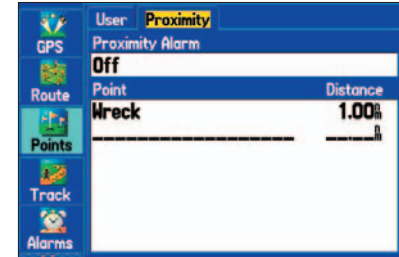 User Proximity
GPS
Proximity Alarm
Off
Route
Point Distance
Wreck 1.00
Points
Track
Alarms